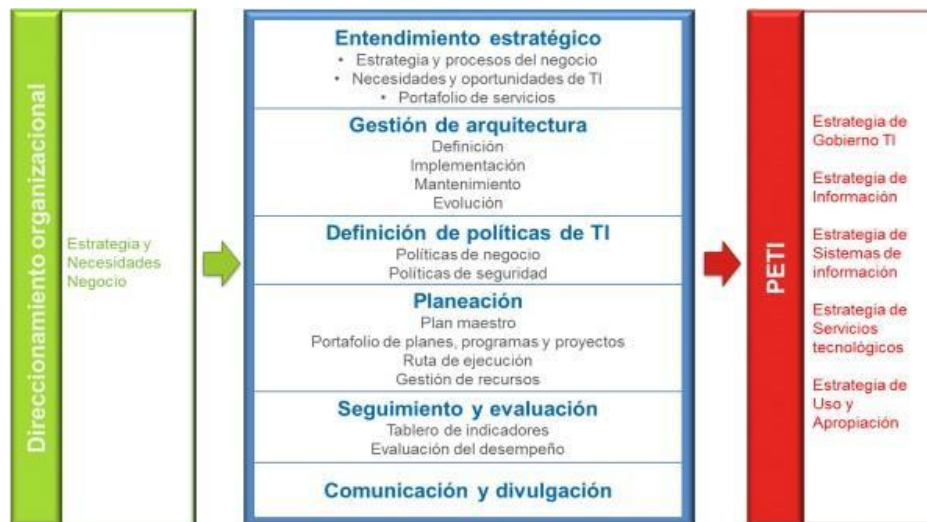 Direccionamiento organizacional
Estrategia y
Necesidades
Negocio
Entendimiento estratégico
• Estrategia y procesos del negocio
• Necesidades y oportunidades de TI
• Portafolio de servicios
Gestión de arquitectura
Definición
Implementación
Mantenimiento
Evolución
Definición de políticas de TI
Políticas de negocio
Políticas de seguridad
Planeación
Plan maestro
Portafolio de planes, programas y proyectos
Ruta de ejecución
Gestión de recursos
Seguimiento y evaluación
Tablero de indicadores
Evaluación del desempeño
Comunicación y divulgación
PETI
Estrategia de
Gobierno TI
Estrategia de
Información
Estrategia de
Sistemas de
información
Estrategia de
Servicios
tecnológicos
Estrategia de
Uso y
Apropiación